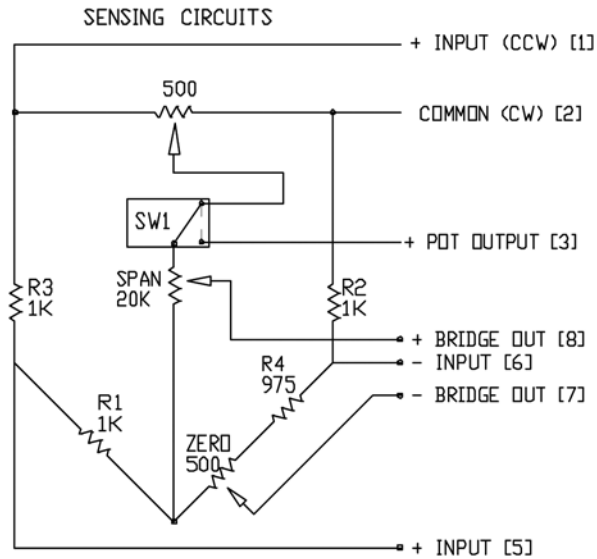 SENSING CIRCUITS
+ INPUT (CCW) [1]
500
COMMON (CW) [2]
SW1
+ POT OUTPUT [3]
SPAN
20K
R3
1K
R2
1K
+ BRIDGE OUT [8]
- INPUT [6]
R4
975
- BRIDGE OUT [7]
R1
1K
ZERO
500
+ INPUT [5]